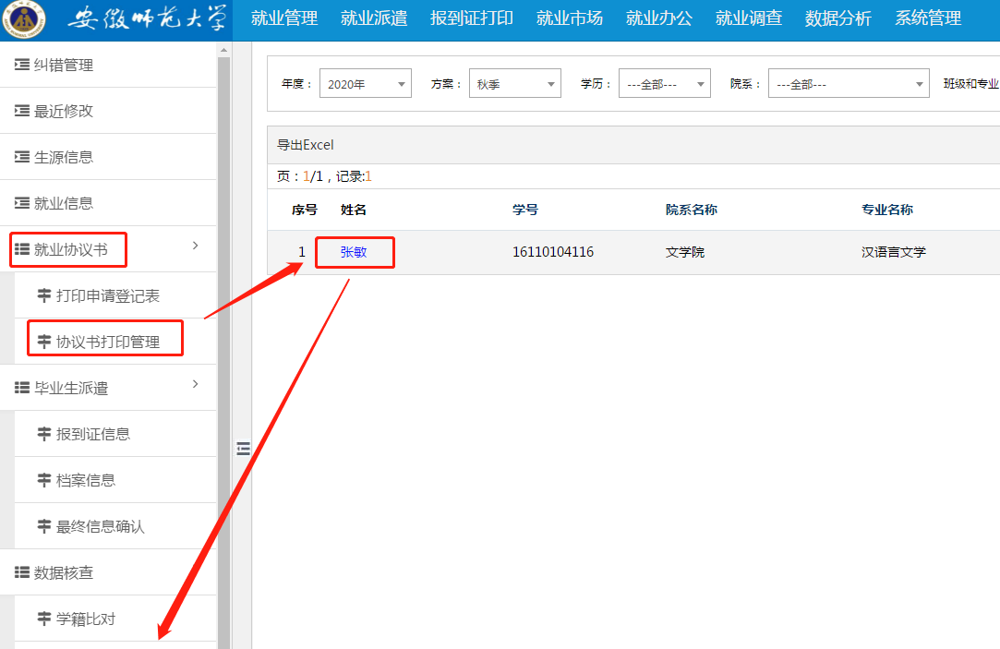 安徽师范大学
就业管理 就业派遣 报到证打印 就业市场 就业办公 就业调查 数据分析 系统管理
纠错管理
最近修改
生源信息
就业信息
就业协议书
打印申请登记表
协议书打印管理
毕业生派遣
报到证信息
档案信息
最终信息确认
数据核查
学籍比对
年度： 2020年 方案： 秋季 学历： ---全部--- 院系： ---全部--- 班级和专业
导出Excel
页：1/1，记录:1
序号 姓名 学号 院系名称 专业名称
1 张敏 16110104116 文学院 汉语言文学